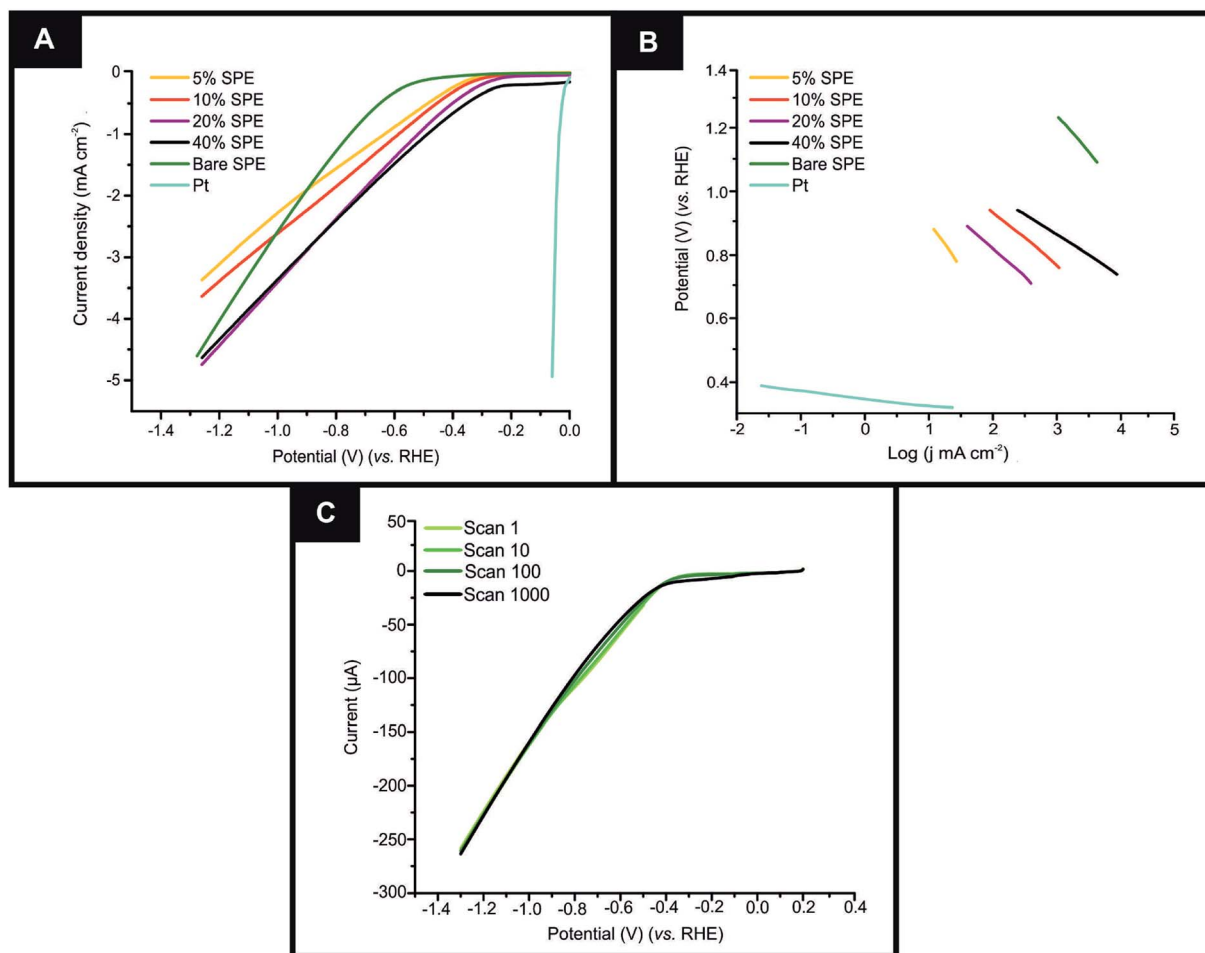 A
5% SPE
10% SPE
20% SPE
40% SPE
Bare SPE
Pt
0
-1
-2
-3
-4
-5
Current density (mA cm⁻²)
-1.4 -1.2 -1.0 -0.8 -0.6 -0.4 -0.2 0.0
Potential (V) (vs. RHE)
B
5% SPE
10% SPE
20% SPE
40% SPE
Bare SPE
Pt
1.4
1.2
1.0
0.8
0.6
0.4
Potential (V) (vs. RHE)
-2 -1 0 1 2 3 4 5
Log (j mA cm⁻²)
C
Scan 1
Scan 10
Scan 100
Scan 1000
50
0
-50
-100
-150
-200
-250
-300
Current (µA)
-1.4 -1.2 -1.0 -0.8 -0.6 -0.4 -0.2 0.0 0.2 0.4
Potential (V) (vs. RHE)